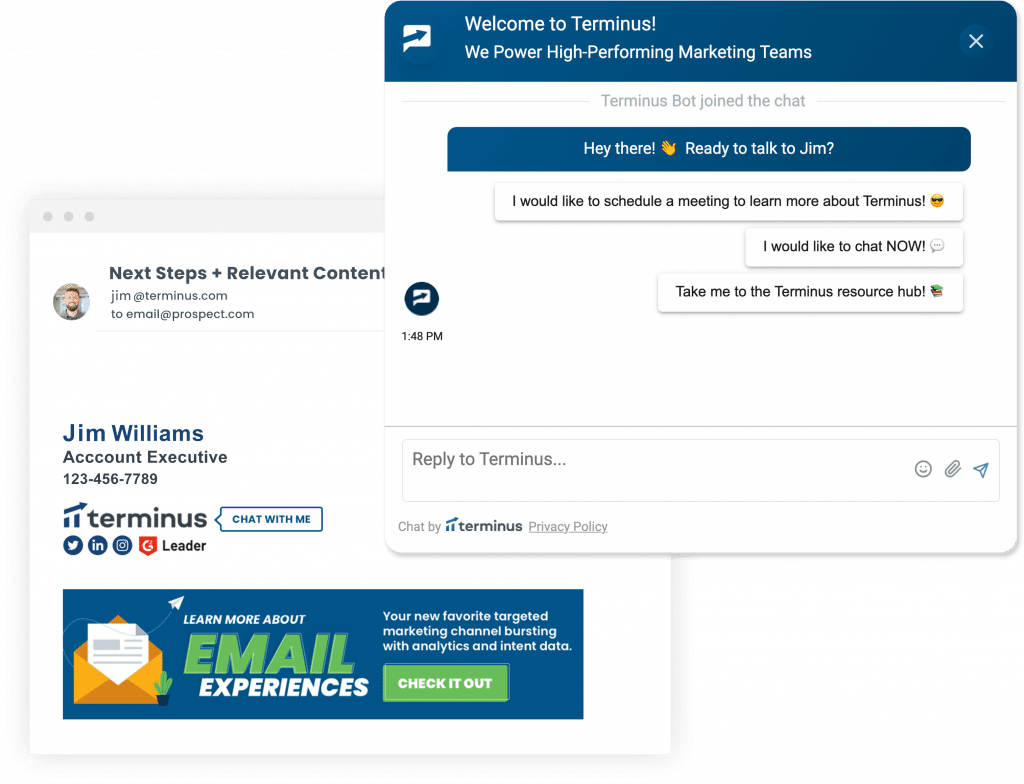 Welcome to Terminus!
We Power High-Performing Marketing Teams
Terminus Bot joined the chat
Hey there! 👋 Ready to talk to Jim?
I would like to schedule a meeting to learn more about Terminus! 😎
I would like to chat NOW! 💬
Take me to the Terminus resource hub! 📚
1:48 PM
Reply to Terminus...
Chat by terminus Privacy Policy
Next Steps + Relevant Content
jim @terminus.com
to email@prospect.com
Jim Williams
Acccount Executive
123-456-7789
terminus CHAT WITH ME
in G2 Leader
LEARN MORE ABOUT
EMAIL
EXPERIENCES
Your new favorite targeted
marketing channel bursting
with analytics and intent data.
CHECK IT OUT